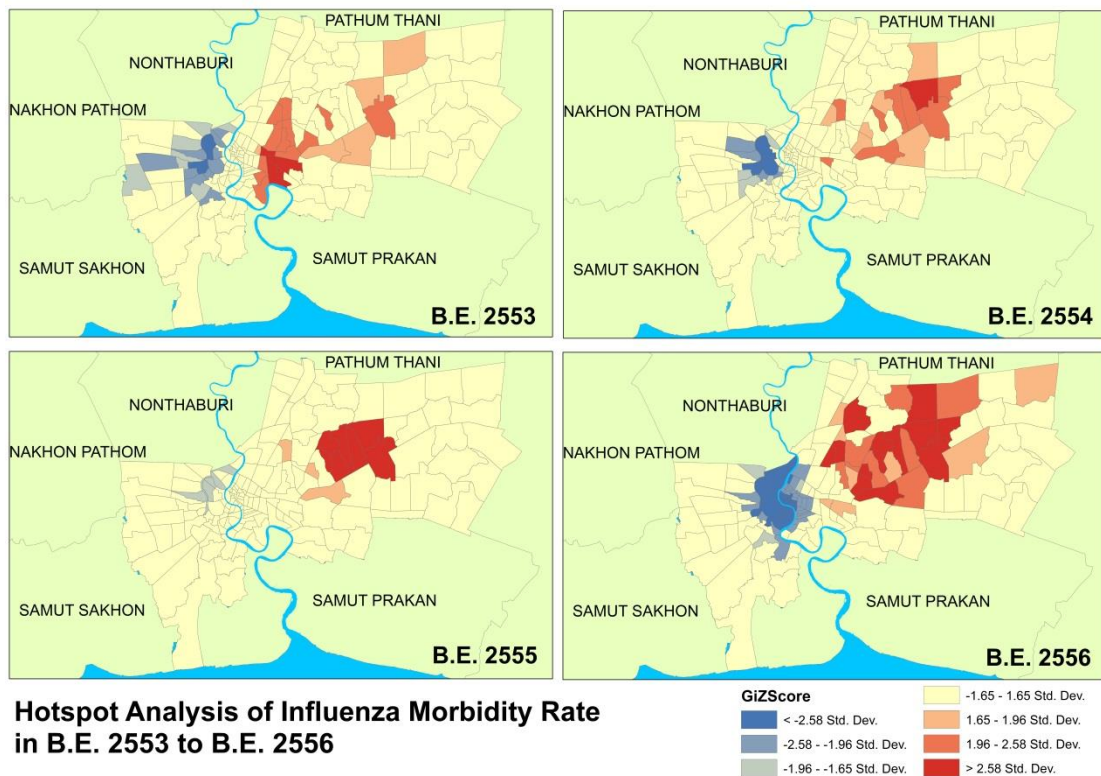 PATHUM THANI
NONTHABURI
NAKHON PATHOM
SAMUT SAKHON
SAMUT PRAKAN
B.E. 2553
PATHUM THANI
NONTHABURI
NAKHON PATHOM
SAMUT SAKHON
SAMUT PRAKAN
B.E. 2554
PATHUM THANI
NONTHABURI
NAKHON PATHOM
SAMUT SAKHON
SAMUT PRAKAN
B.E. 2555
PATHUM THANI
NONTHABURI
NAKHON PATHOM
SAMUT SAKHON
SAMUT PRAKAN
B.E. 2556
Hotspot Analysis of Influenza Morbidity Rate
in B.E. 2553 to B.E. 2556
GiZScore
< -2.58 Std. Dev.
-2.58 - -1.96 Std. Dev.
-1.96 - -1.65 Std. Dev.
-1.65 - 1.65 Std. Dev.
1.65 - 1.96 Std. Dev.
1.96 - 2.58 Std. Dev.
> 2.58 Std. Dev.